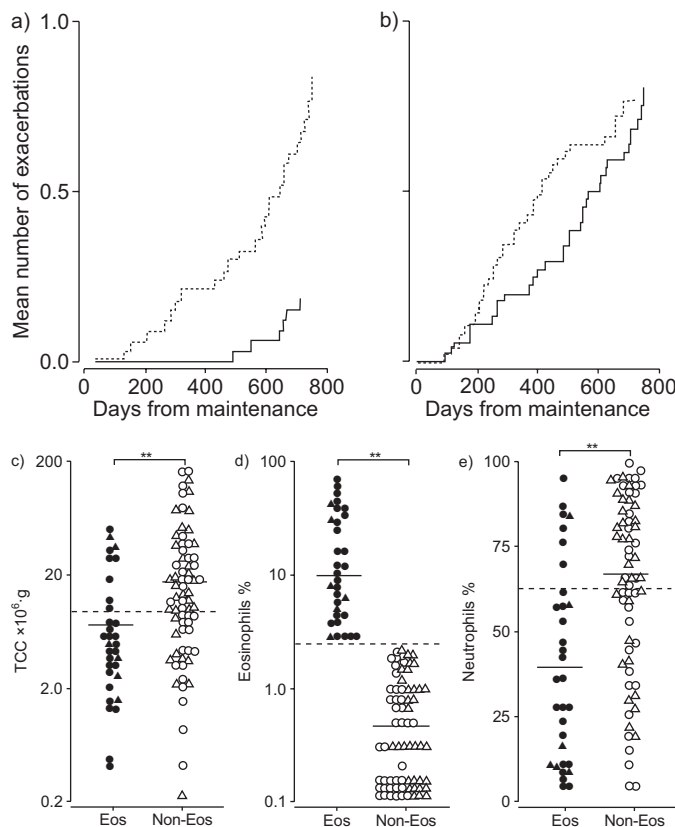 a)
b)
1.0
0.5
0.0
Mean number of exacerbations
0 200 400 600 800
0 200 400 600 800
Days from maintenance
Days from maintenance
c)
200
20
2.0
0.2
TCC ×10⁶·g
**
Eos Non-Eos
d)
100
10
1.0
0.1
Eosinophils %
**
Eos Non-Eos
e)
100
75
50
25
0
Neutrophils %
**
Eos Non-Eos